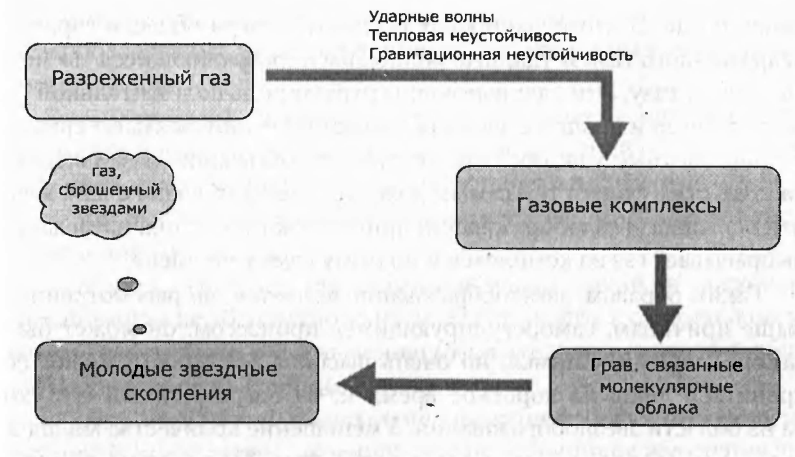 Ударные волны
Тепловая неустойчивость
Гравитационная неустойчивость
Разреженный газ
газ,
сброшенный
звездами
Газовые комплексы
Молодые звездные
скопления
Грав. связанные
молекулярные
облака